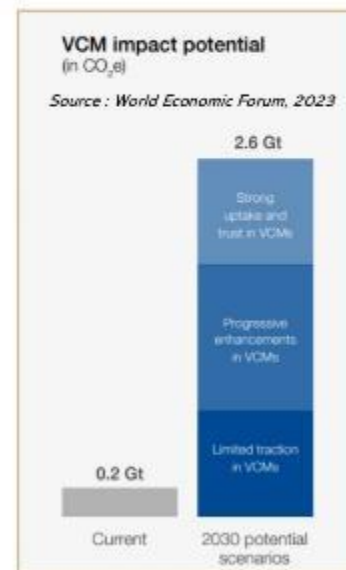 VCM impact potential
(in CO₂e)
Source : World Economic Forum, 2023
2.6 Gt
Strong
uptake and
trust in VCMs
Progressive
enhancements
in VCMs
Limited traction
in VCMs
0.2 Gt
Current
2030 potential
scenarios